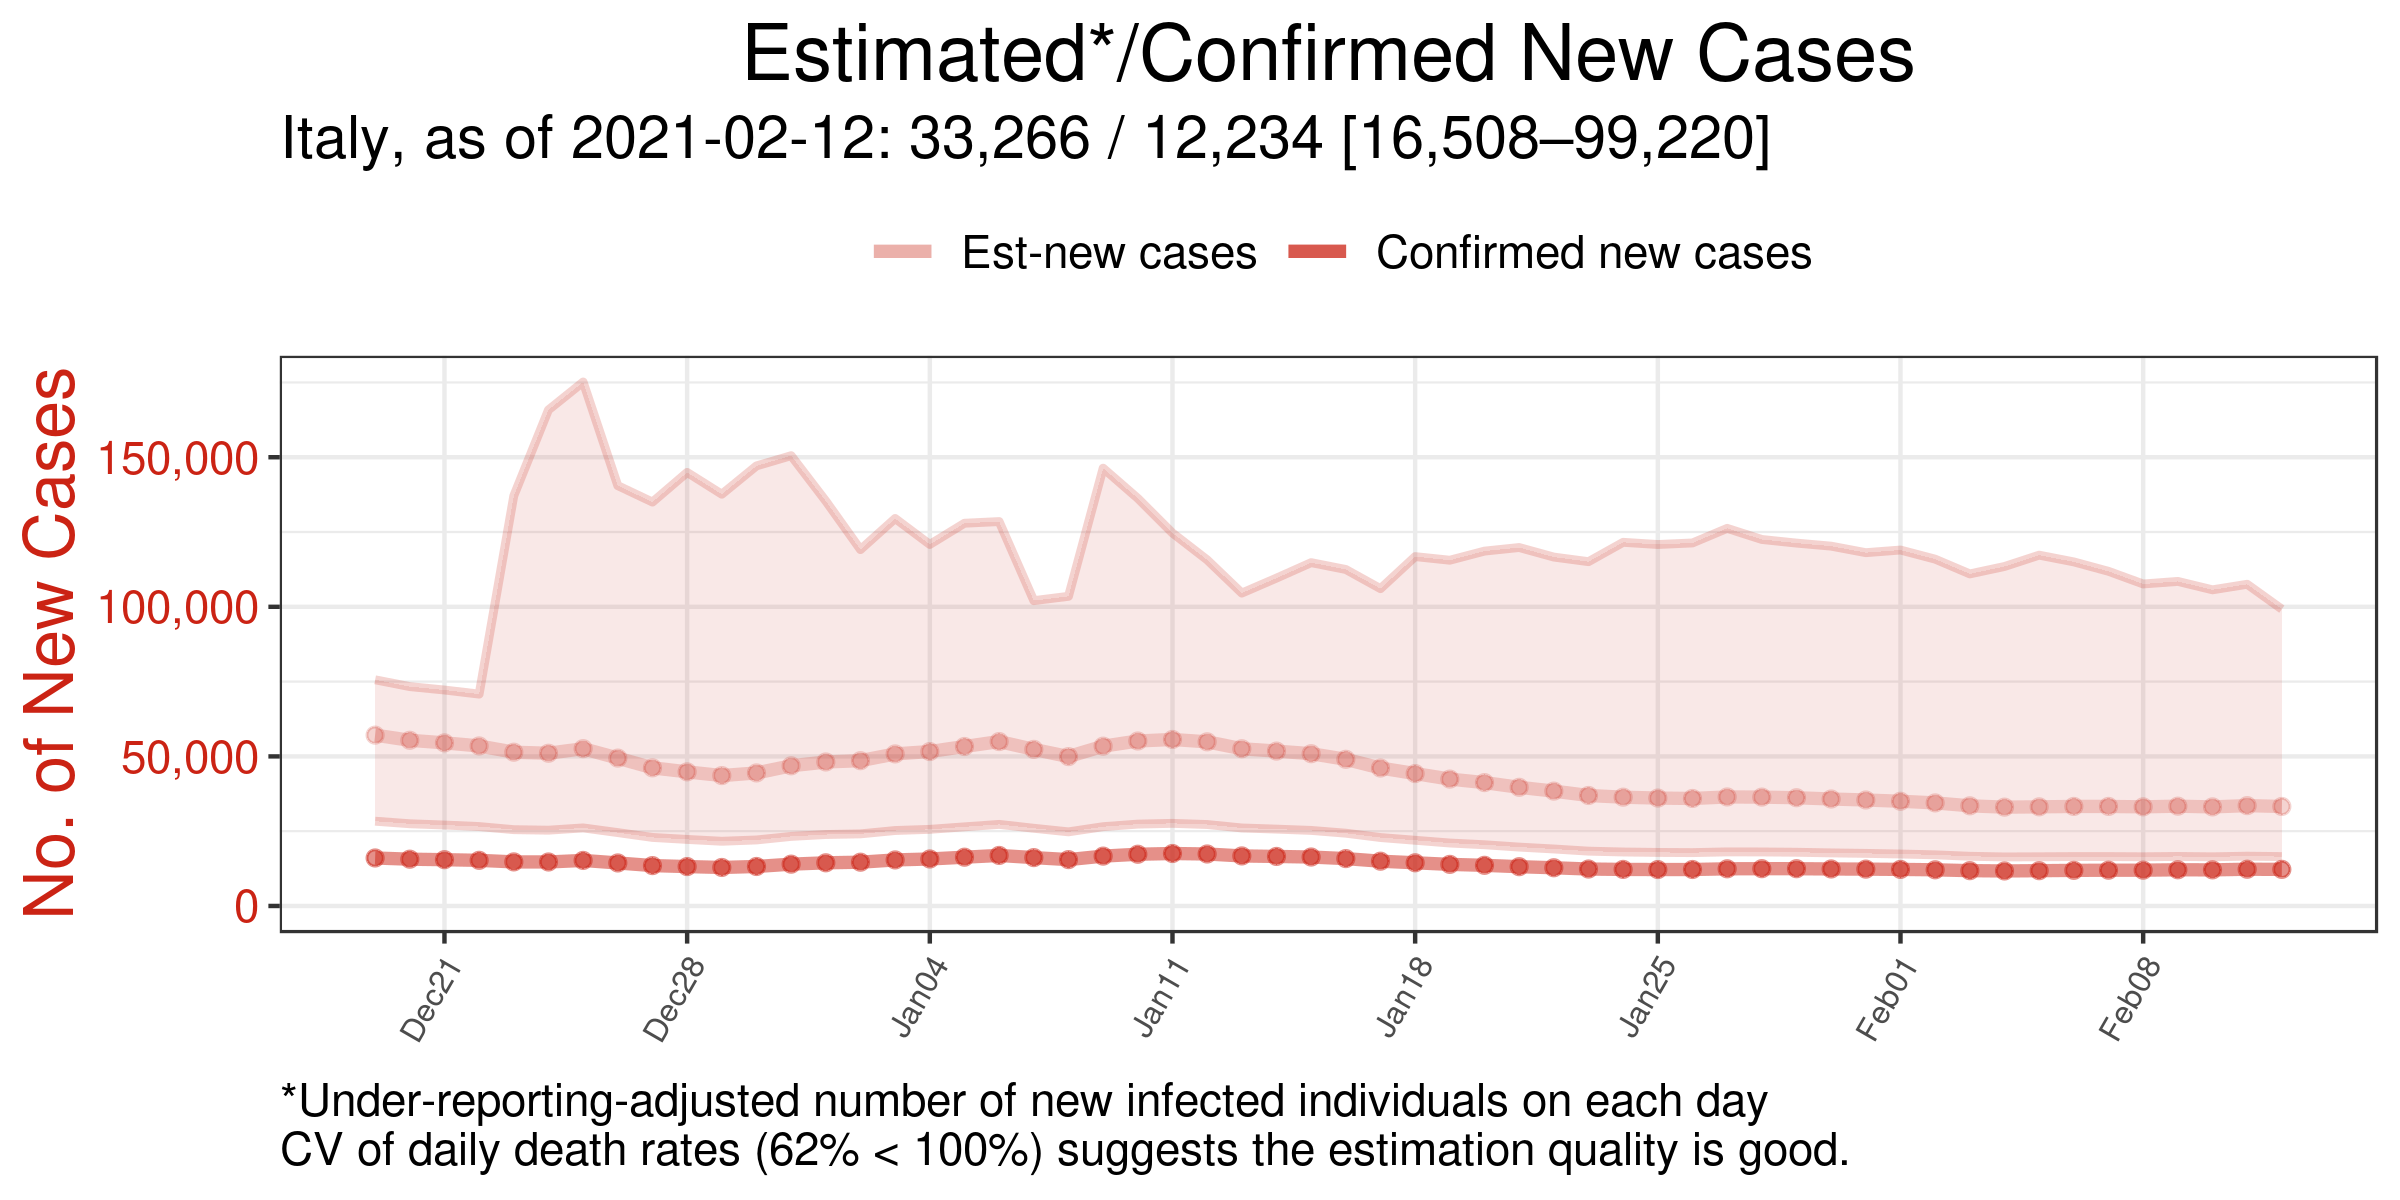 Estimated*/Confirmed New Cases
Italy, as of 2021-02-12: 33,266 / 12,234 [16,508–99,220]
Est-new cases
Confirmed new cases
No. of New Cases
150,000
100,000
50,000
0
Dec21
Dec28
Jan04
Jan11
Jan18
Jan25
Feb01
Feb08
*Under-reporting-adjusted number of new infected individuals on each day
CV of daily death rates (62% < 100%) suggests the estimation quality is good.